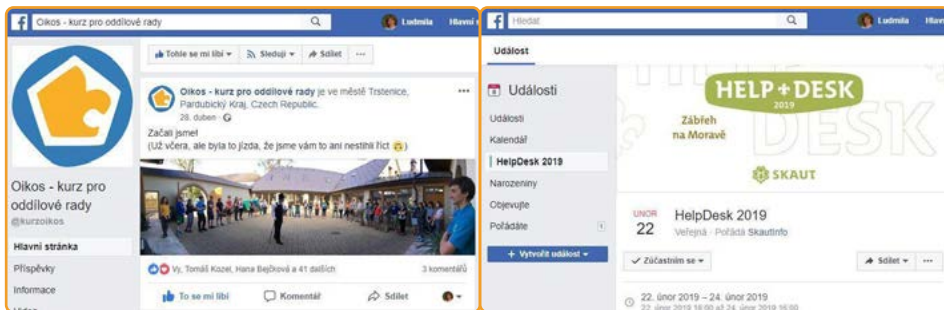 Oikos - kurz pro oddílové rady
Ludmila
Hlavní
Tohle se mi líbí
Sleduji
Sdílet
Oikos - kurz pro oddílové rady je ve městě Trstenice,
Pardubický Kraj, Czech Republic.
28. duben
Začali jsme!
(Už včera, ale byla to jízda, že jsme vám to ani nestihli říct )
Oikos - kurz pro
oddílové rady
@kurzoikos
Hlavní stránka
Příspěvky
Informace
Vy, Tomáš Kozel, Hana Bejčková a 41 dalších
3 komentářů
To se mi líbí
Komentář
Sdílet
Hledat
Ludmila
Událost
Události
Události
Kalendář
HelpDesk 2019
Narozeniny
Objevujte
Pořádáte
1
+ Vytvořit událost
HELP+DESK
2019
Zábřeh
na Moravě
DESK
SKAUT
ÚNOR
22
HelpDesk 2019
Veřejná · Pořádá SkautInfo
Zúčastním se
Sdílet
22. únor 2019 – 24. únor 2019